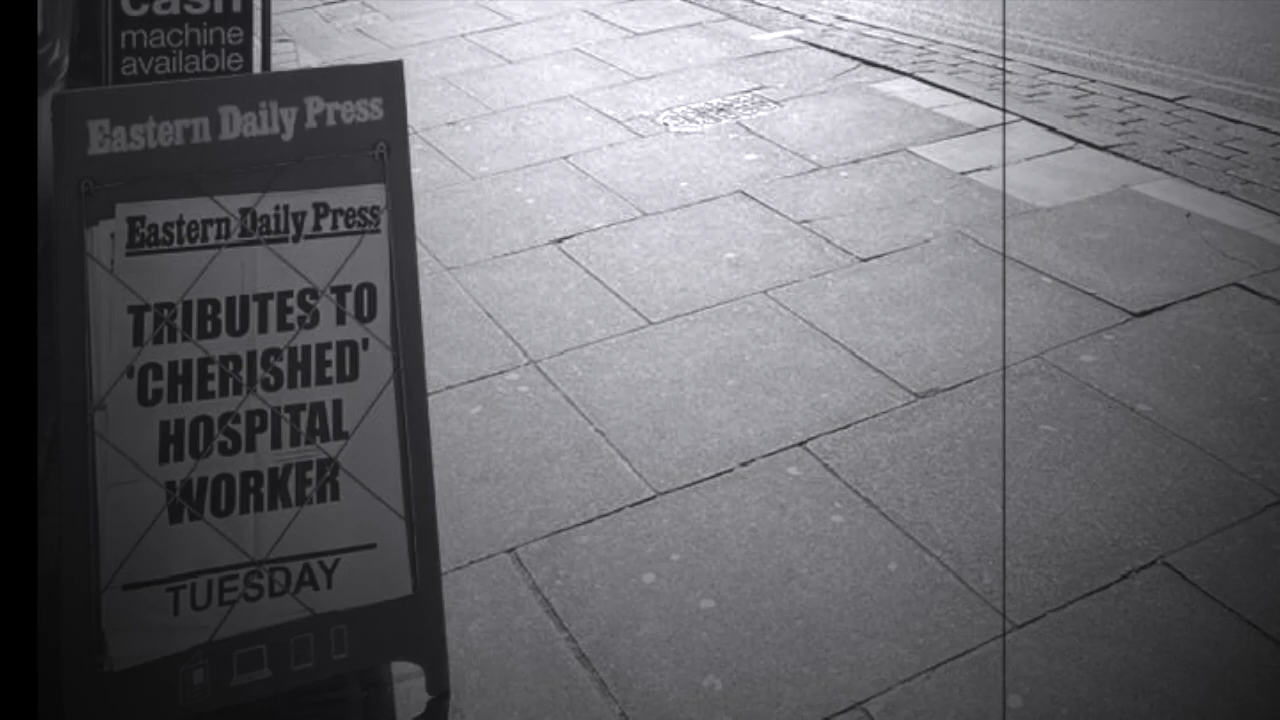 cash
machine
available
Eastern Daily Press
Eastern Daily Press
TRIBUTES TO
'CHERISHED'
HOSPITAL
WORKER
TUESDAY